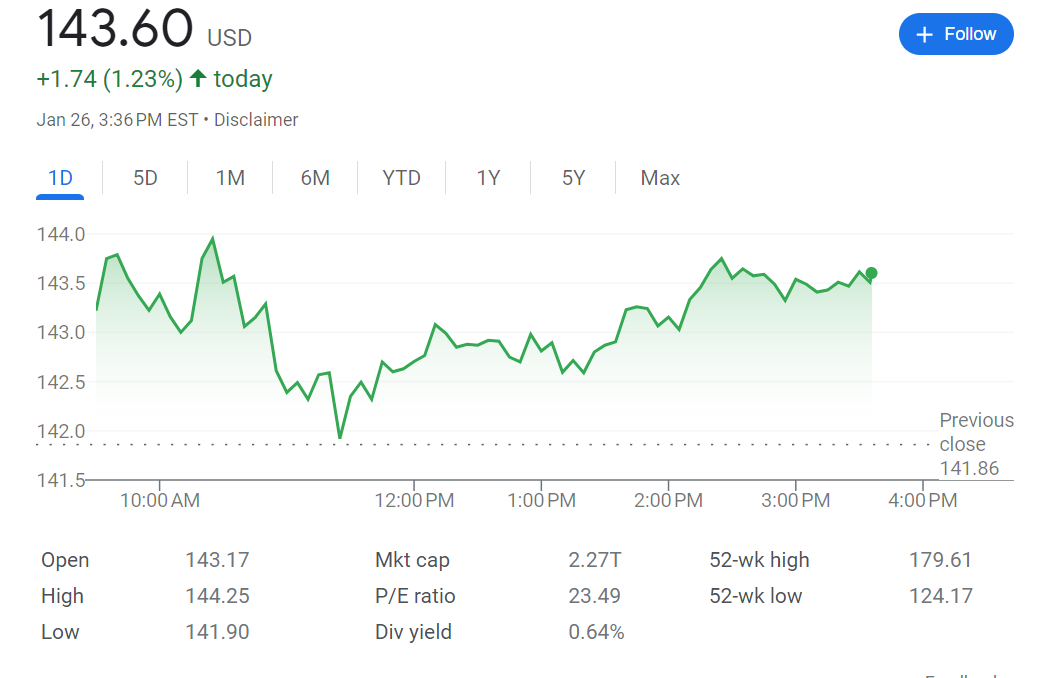 143.60 USD
+ Follow
+1.74 (1.23%) ↑ today
Jan 26, 3:36 PM EST • Disclaimer
1D 5D 1M 6M YTD 1Y 5Y Max
144.0
143.5
143.0
142.5
142.0
141.5
Previous
close
141.86
10:00 AM 12:00 PM 1:00 PM 2:00 PM 3:00 PM 4:00 PM
Open 143.17 Mkt cap 2.27T 52-wk high 179.61
High 144.25 P/E ratio 23.49 52-wk low 124.17
Low 141.90 Div yield 0.64%